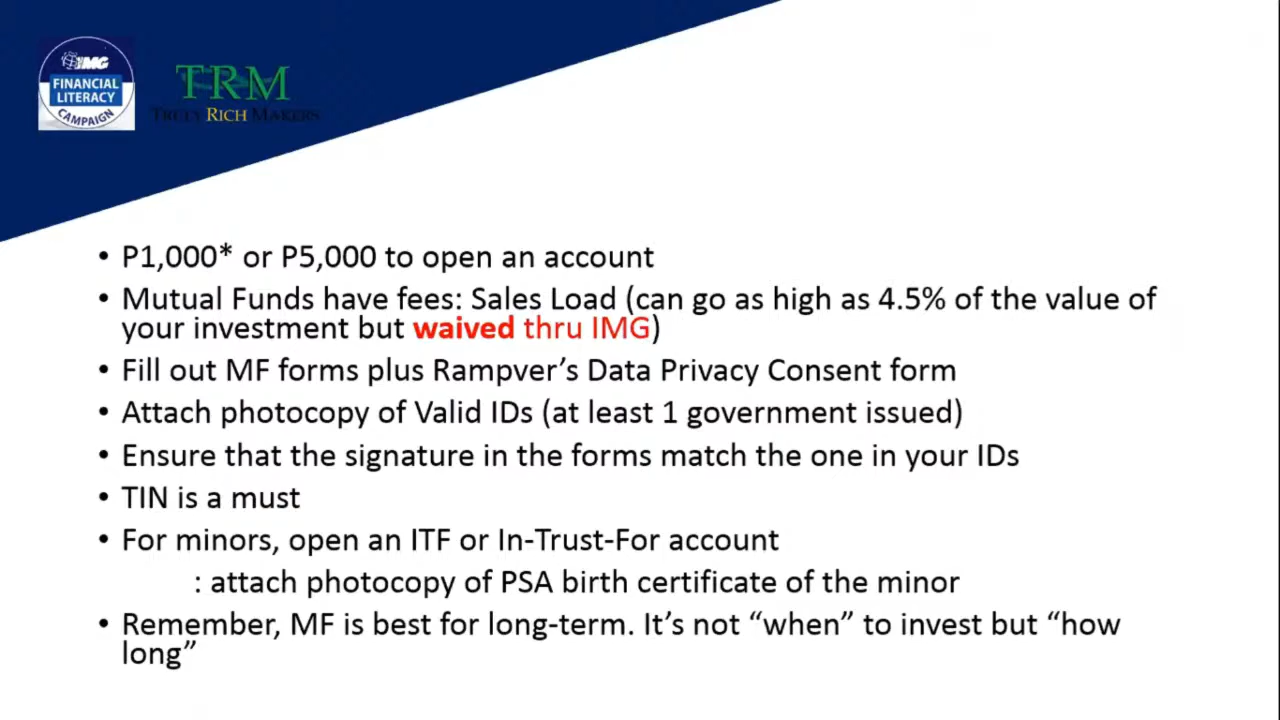 IMG
FINANCIAL
LITERACY
CAMPAIGN
TRM
TRULY RICH MAKERS
• P1,000* or P5,000 to open an account
• Mutual Funds have fees: Sales Load (can go as high as 4.5% of the value of
your investment but waived thru IMG)
• Fill out MF forms plus Rampver’s Data Privacy Consent form
• Attach photocopy of Valid IDs (at least 1 government issued)
• Ensure that the signature in the forms match the one in your IDs
• TIN is a must
• For minors, open an ITF or In-Trust-For account
: attach photocopy of PSA birth certificate of the minor
• Remember, MF is best for long-term. It’s not “when” to invest but “how
long”